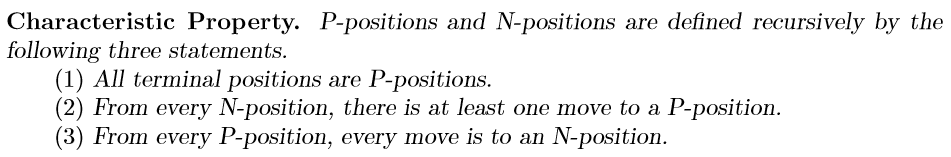 Characteristic Property. P-positions and N-positions are defined recursively by the
following three statements.
(1) All terminal positions are P-positions.
(2) From every N-position, there is at least one move to a P-position.
(3) From every P-position, every move is to an N-position.